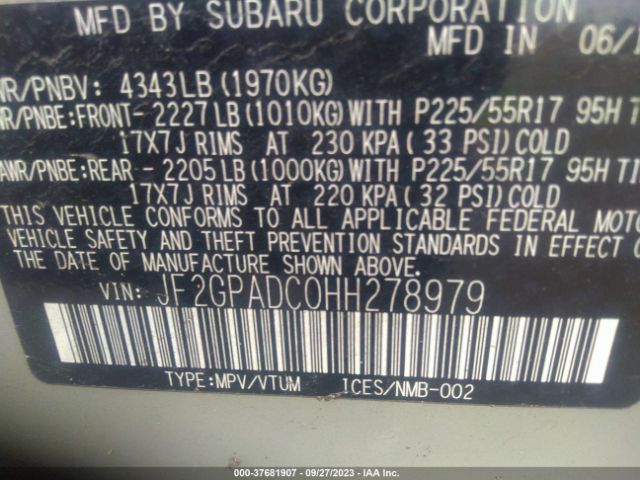 MFD BY SUBARU CORPORATION
MFD IN 06/1
WR/PNBV: 4343LB (1970KG)
R/PNBE:FRONT- 2227 LB (1010KG) WITH P225/55R17 95H T
17X7J RIMS AT 230 KPA ( 33 PSI) COLD
AWR/PNBE:REAR - 2205 LB (1000KG) WITH P225/55R17 95H TI
17X7J RIMS AT 220 KPA ( 32 PSI) COLD
THIS VEHICLE CONFORMS TO ALL APPLICABLE FEDERAL MOTO
VEHICLE SAFETY AND THEFT PREVENTION STANDARDS IN EFFECT O
THE DATE OF MANUFACTURE SHOWN ABOVE.
VIN: JF2GPADC0HH278979
TYPE:MPV/VTUM ICES/NMB-002
000-37681907 - 09/27/2023 - IAA Inc.